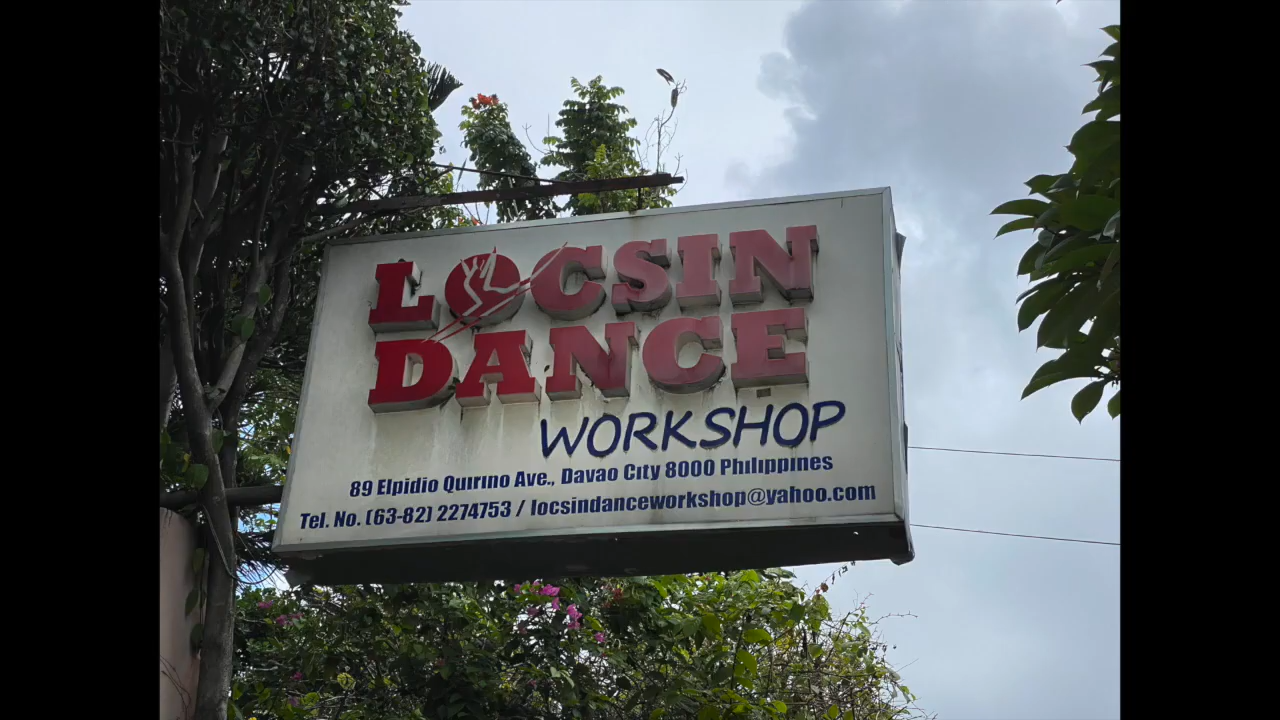 LOCSIN
DANCE
WORKSHOP
89 Elpidio Quirino Ave., Davao City 8000 Philippines
Tel. No. (63-82) 2274753 / locsindanceworkshop@yahoo.com